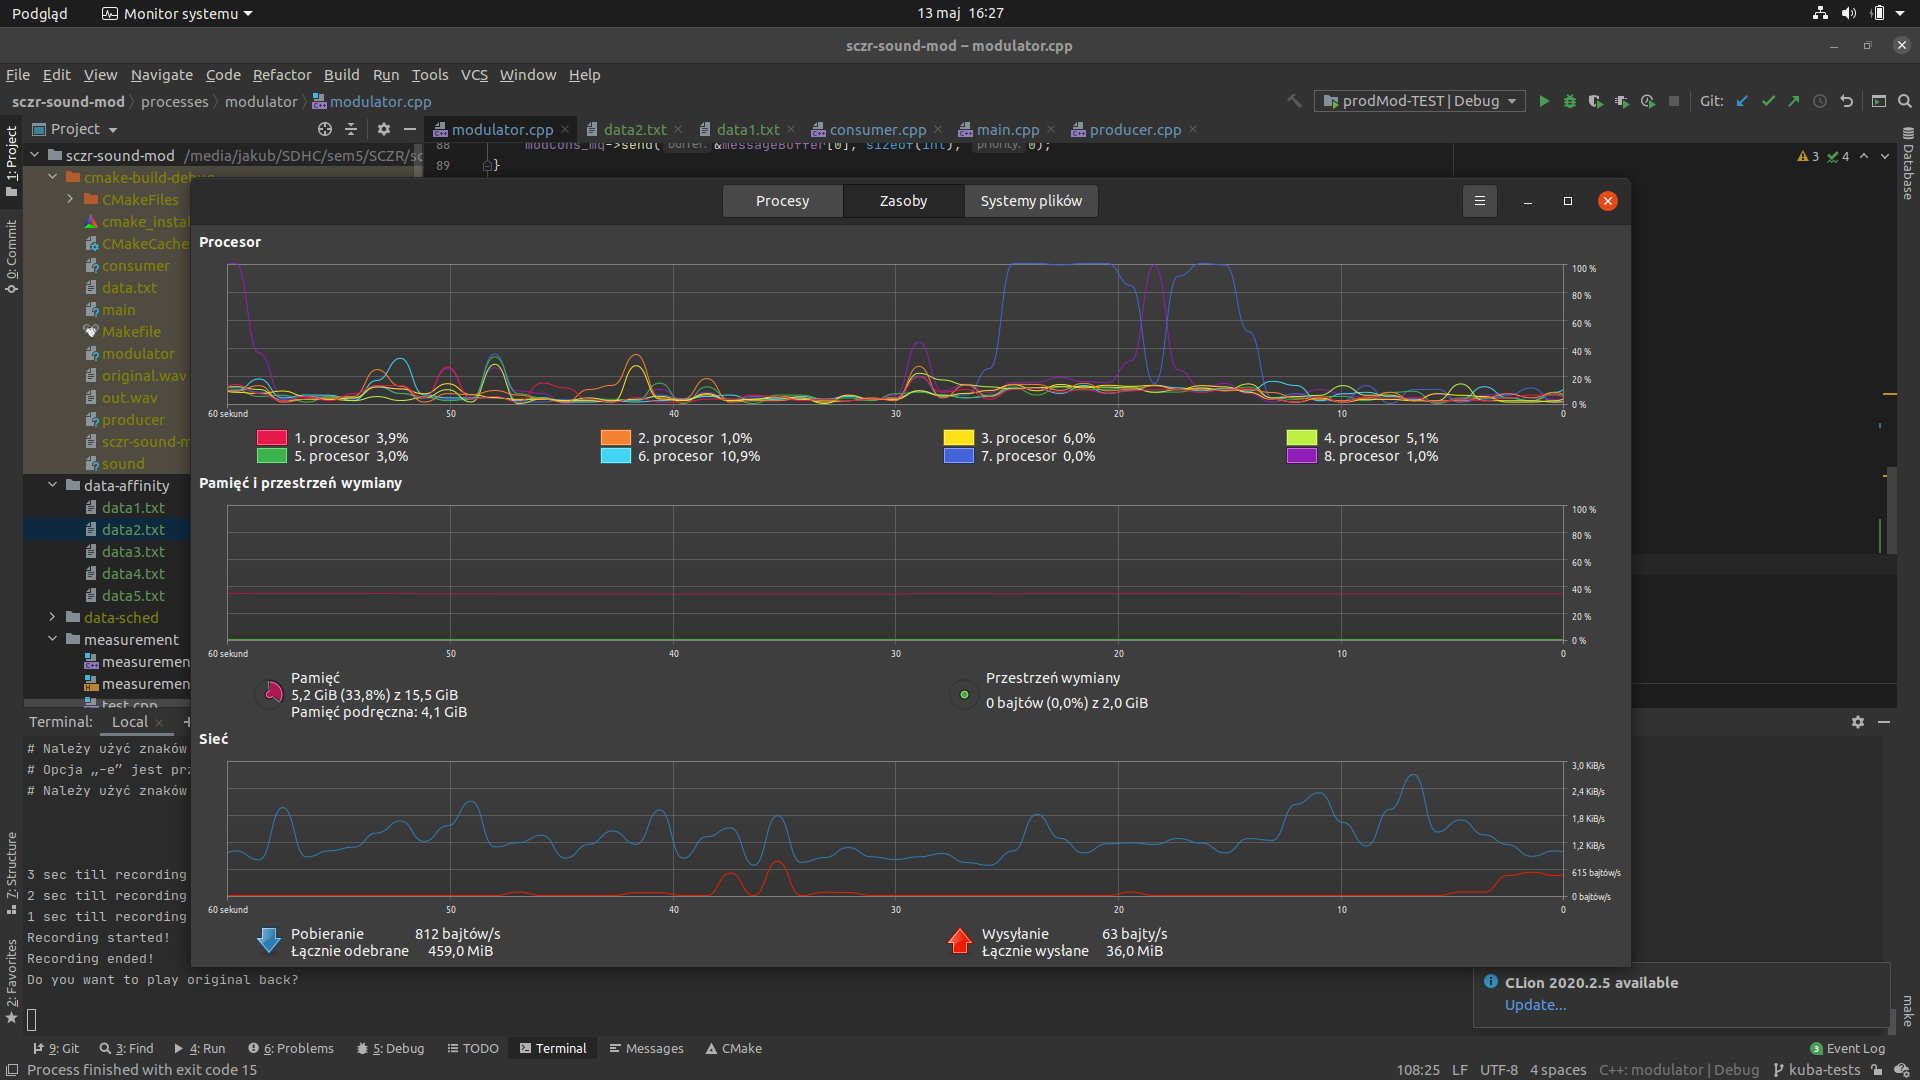 Podgląd
Monitor systemu
13 maj 16:27
sczr-sound-mod – modulator.cpp
File Edit View Navigate Code Refactor Build Run Tools VCS Window Help
sczr-sound-mod processes modulator modulator.cpp
prodMod-TEST | Debug
Git:
Project
modulator.cpp data2.txt data1.txt consumer.cpp main.cpp producer.cpp
1: Project
0: Commit
7: Structure
2: Favorites
Database
make
sczr-sound-mod /media/jakub/SDHC/sem5/SCZR/sc
cmake-build-debug
CMakeFiles
cmake_instal
CMakeCache
consumer
data.txt
main
Makefile
modulator
original.wav
out.wav
producer
sczr-sound-m
sound
data-affinity
data1.txt
data2.txt
data3.txt
data4.txt
data5.txt
data-sched
measurement
measuremen
measuremen
test.cpp
88 modCons_mq->send( buffer: &messageBuffer[0], sizeof(int), priority: 0);
89 }
3 4
Procesy Zasoby Systemy plików
Procesor
100 %
80 %
60 %
40 %
20 %
0 %
60 sekund 50 40 30 20 10 0
1. procesor 3,9% 2. procesor 1,0% 3. procesor 6,0% 4. procesor 5,1%
5. procesor 3,0% 6. procesor 10,9% 7. procesor 0,0% 8. procesor 1,0%
Pamięć i przestrzeń wymiany
100 %
80 %
60 %
40 %
20 %
0 %
60 sekund 50 40 30 20 10 0
Pamięć
5,2 GiB (33,8%) z 15,5 GiB
Pamięć podręczna: 4,1 GiB
Przestrzeń wymiany
0 bajtów (0,0%) z 2,0 GiB
Sieć
3,0 KiB/s
2,4 KiB/s
1,8 KiB/s
1,2 KiB/s
615 bajtów/s
0 bajtów/s
60 sekund 50 40 30 20 10 0
Pobieranie 812 bajtów/s
Łącznie odebrane 459,0 MiB
Wysyłanie 63 bajty/s
Łącznie wysłane 36,0 MiB
Terminal: Local
# Należy użyć znaków
# Opcja „-e” jest prz
# Należy użyć znaków
3 sec till recording
2 sec till recording
1 sec till recording
Recording started!
Recording ended!
Do you want to play original back?
CLion 2020.2.5 available
Update...
9: Git 3: Find 4: Run 6: Problems 5: Debug TODO Terminal Messages CMake
3 Event Log
Process finished with exit code 15
108:25 LF UTF-8 4 spaces C++: modulator | Debug kuba-tests